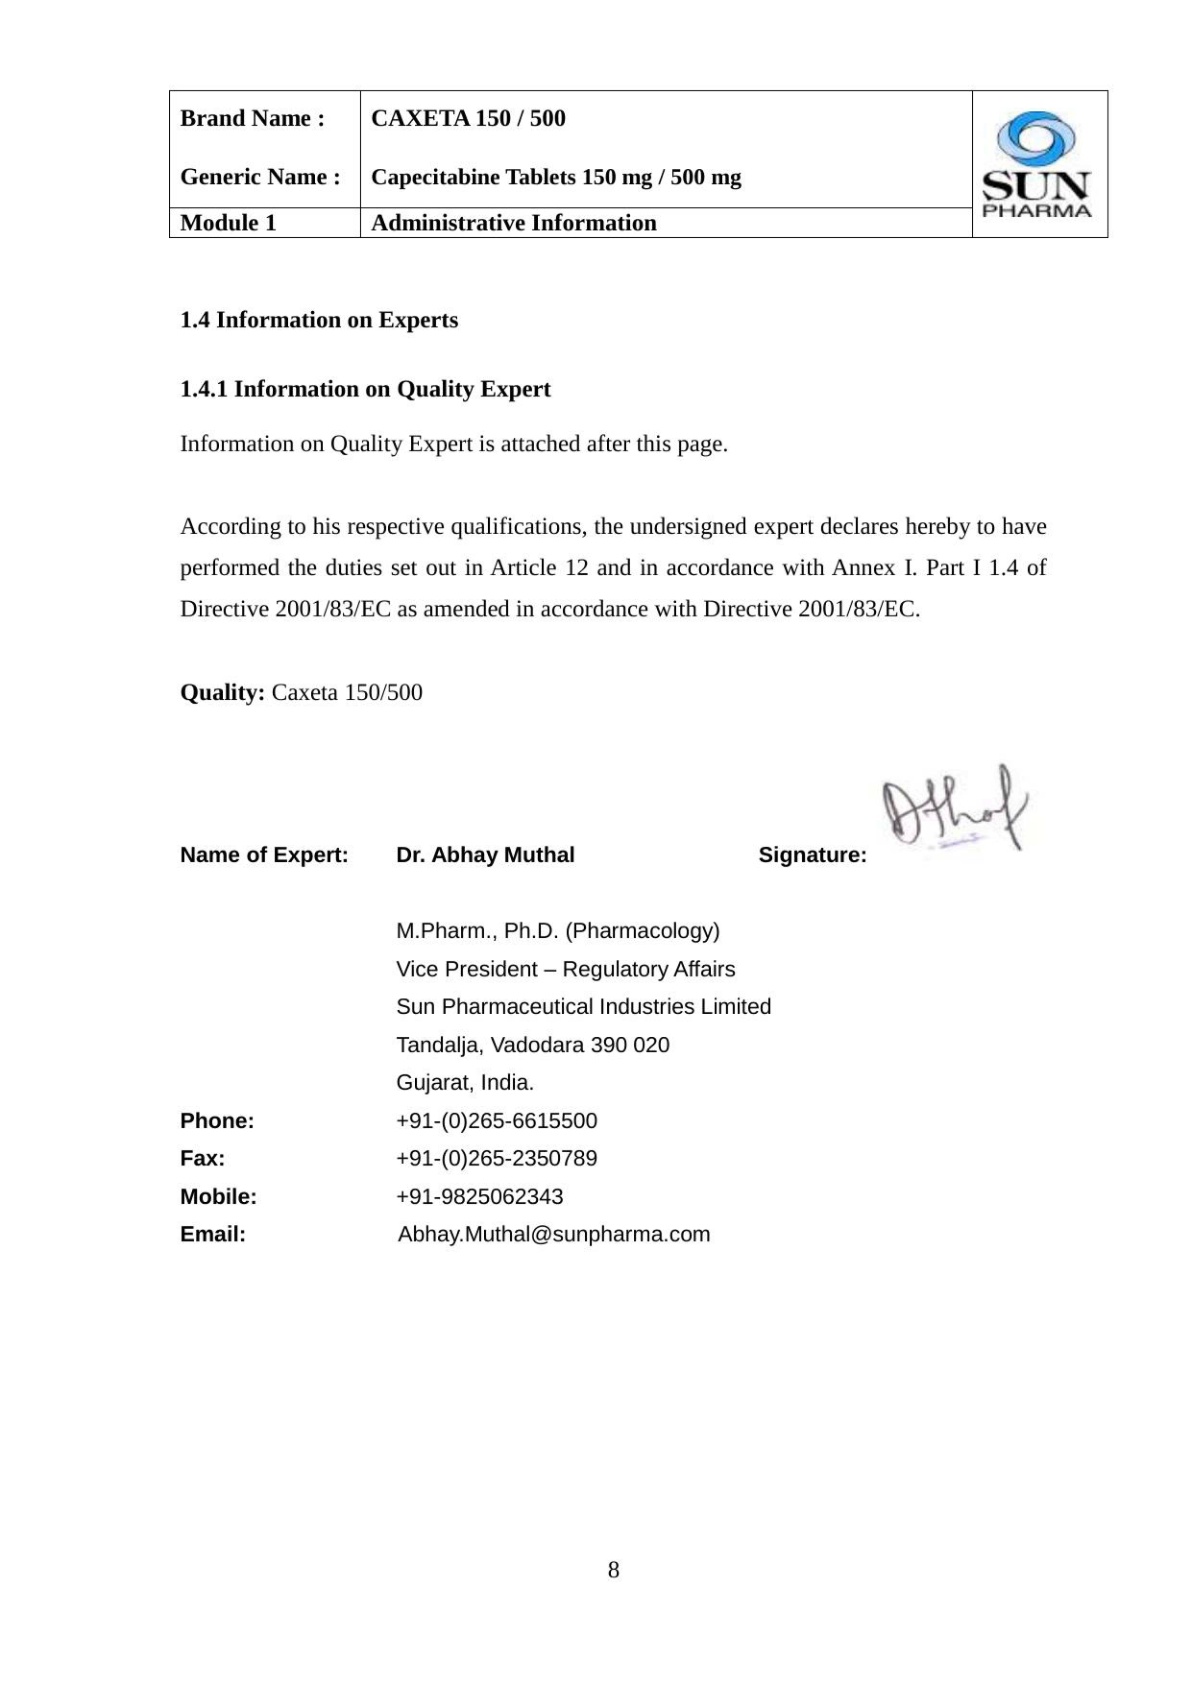 Brand Name : CAXETA 150 / 500
Generic Name : Capecitabine Tablets 150 mg / 500 mg
SUN
PHARMA
Module 1 Administrative Information
1.4 Information on Experts
1.4.1 Information on Quality Expert
Information on Quality Expert is attached after this page.
According to his respective qualifications, the undersigned expert declares hereby to have
performed the duties set out in Article 12 and in accordance with Annex I. Part I 1.4 of
Directive 2001/83/EC as amended in accordance with Directive 2001/83/EC.
Quality: Caxeta 150/500
Name of Expert: Dr. Abhay Muthal Signature:
M.Pharm., Ph.D. (Pharmacology)
Vice President – Regulatory Affairs
Sun Pharmaceutical Industries Limited
Tandalja, Vadodara 390 020
Gujarat, India.
Phone: +91-(0)265-6615500
Fax: +91-(0)265-2350789
Mobile: +91-9825062343
Email: Abhay.Muthal@sunpharma.com
8